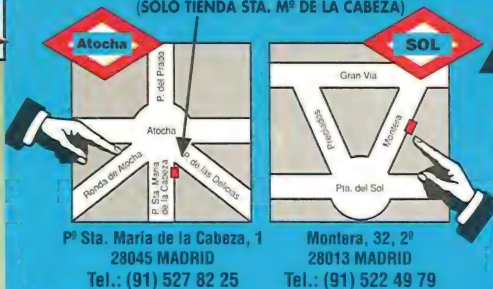 (SOLO TIENDA STA. Mª DE LA CABEZA)
Atocha
P. del Prado
Atocha
Ronda de Atocha
P. Sta. María
de la Cabeza
P. de las Delicias
Pº Sta. María de la Cabeza, 1
28045 MADRID
Tel.: (91) 527 82 25
SOL
Gran Vía
Preciados
Montera
Pta. del Sol
Montera, 32, 2º
28013 MADRID
Tel.: (91) 522 49 79